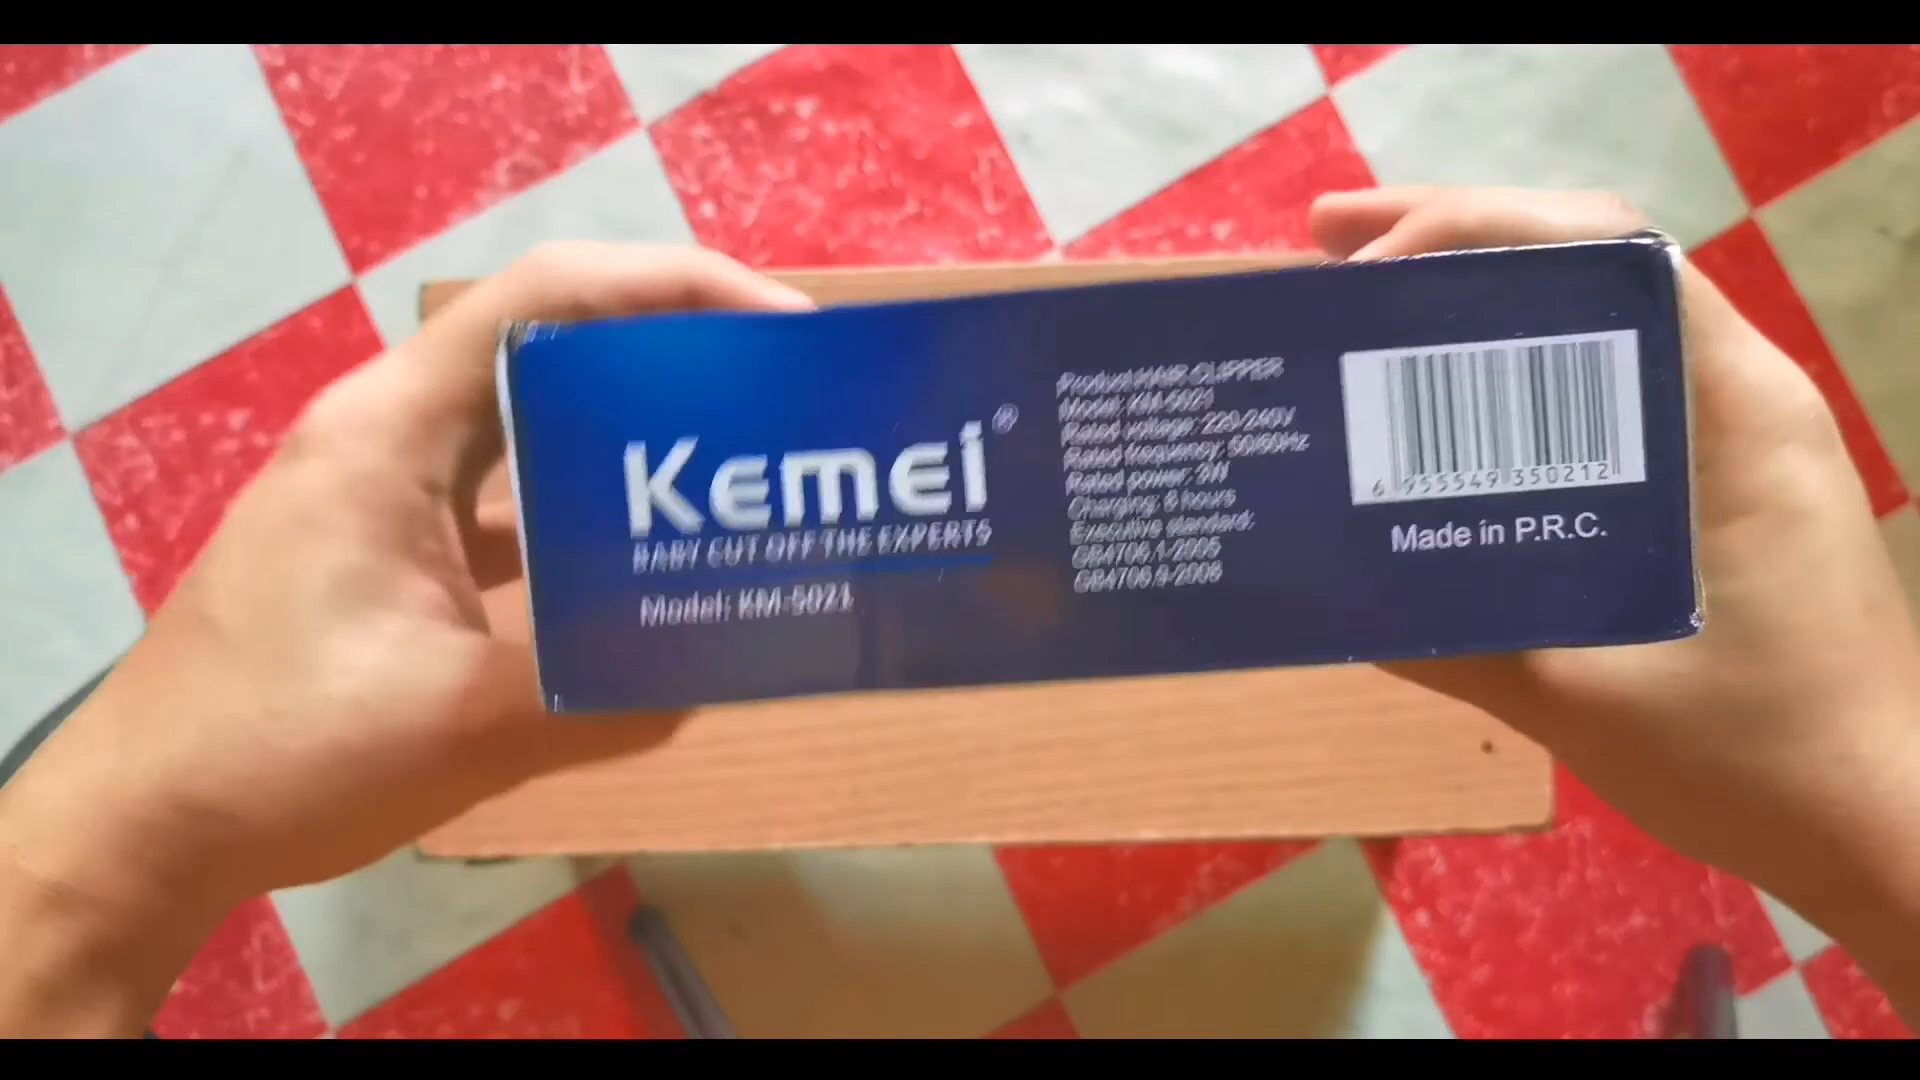 Kemei®
BABY CUT OFF THE EXPERTS
Model: KM-5021
Product:HAIR CLIPPER
Model: KM-5021
Rated voltage: 220-240V
Rated frequency: 50/60Hz
Rated power: 3W
Charging: 8 hours
Executive standard:
GB4706.1-2005
GB4706.9-2008
6 955549 350212
Made in P.R.C.